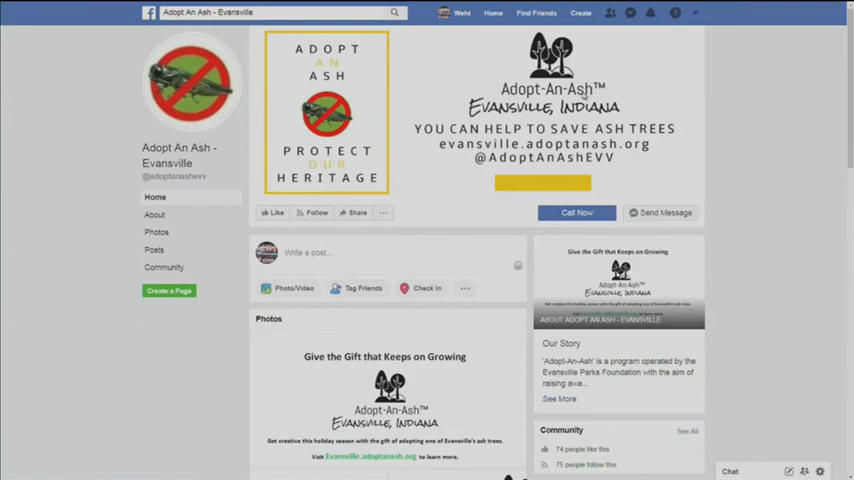 Adopt An Ash - Evansville
Weht
Home
Find Friends
Create
Adopt An Ash -
Evansville
@adoptanashevv
Home
About
Photos
Posts
Community
Create a Page
ADOPT
AN
ASH
PROTECT
OUR
HERITAGE
Adopt-An-Ash™
EVANSVILLE, INDIANA
YOU CAN HELP TO SAVE ASH TREES
evansville.adoptanash.org
@AdoptAnAshEVV
Like
Follow
Share
Call Now
Send Message
Write a post...
Photo/Video
Tag Friends
Check in
Photos
Give the Gift that Keeps on Growing
Adopt-An-Ash™
EVANSVILLE, INDIANA
Get creative this holiday season with the gift of adopting one of Evansville's ash trees.
Visit Evansville.adoptanash.org to learn more.
Give the Gift that Keeps on Growing
Adopt-An-Ash™
EVANSVILLE, INDIANA
ABOUT ADOPT AN ASH - EVANSVILLE
Our Story
'Adopt-An-Ash' is a program operated by the
Evansville Parks Foundation with the aim of
raising awa...
See More
Community
See All
74 people like this
75 people follow this
Chat